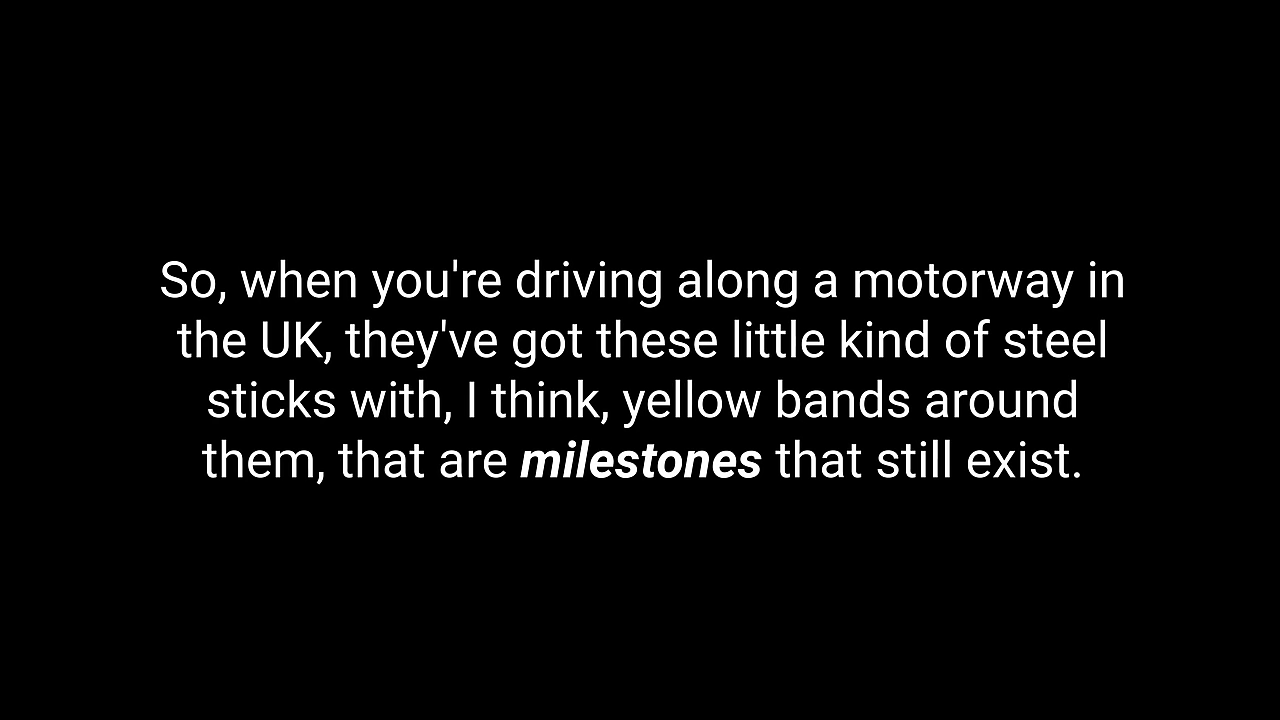 So, when you're driving along a motorway in
the UK, they've got these little kind of steel
sticks with, I think, yellow bands around
them, that are milestones that still exist.